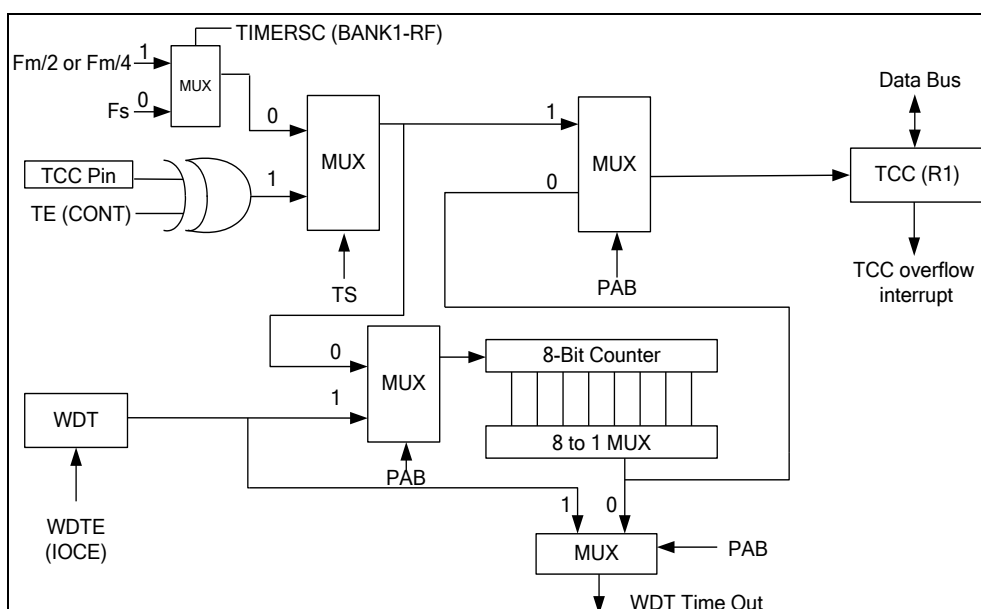 TIMERSC (BANK1-RF)
Fm/2 or Fm/4
1
MUX
Fs
0
0
MUX
1
TCC Pin
TE (CONT)
TS
1
MUX
0
PAB
Data Bus
TCC (R1)
TCC overflow
interrupt
0
MUX
1
PAB
8-Bit Counter
8 to 1 MUX
WDT
WDTE
(IOCE)
1
0
MUX
PAB
WDT Time Out